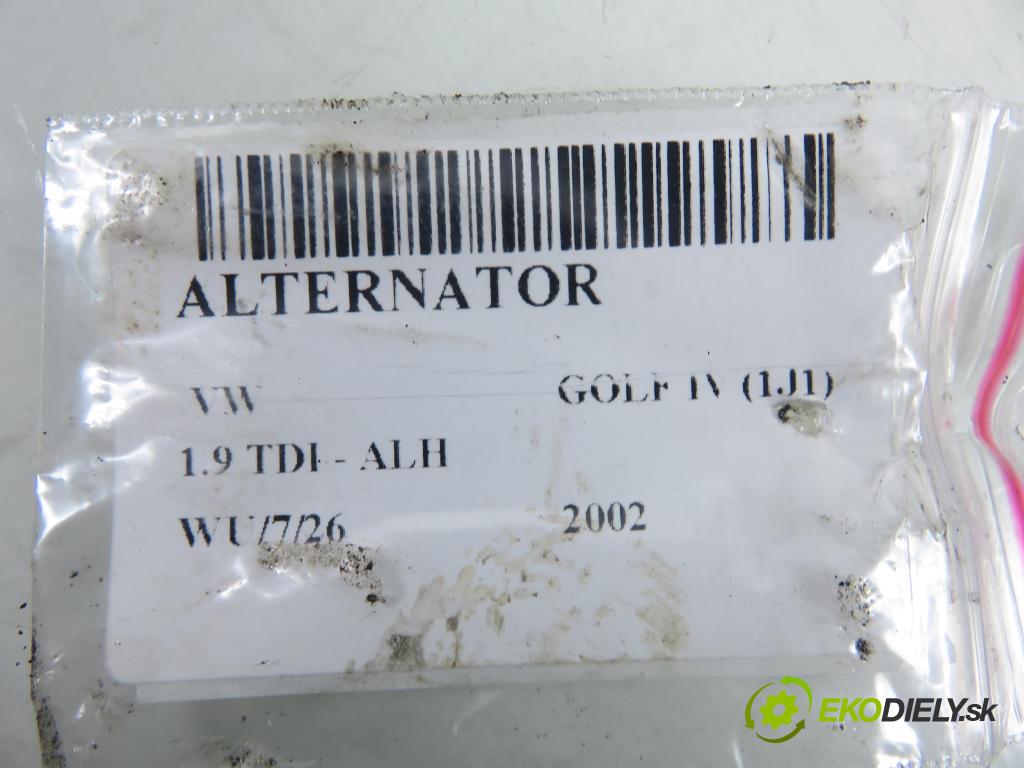 ALTERNATOR
VW GOLF IV (1J1)
1.9 TDI - ALH
WU/7/26 2002
EKODIELY.sk